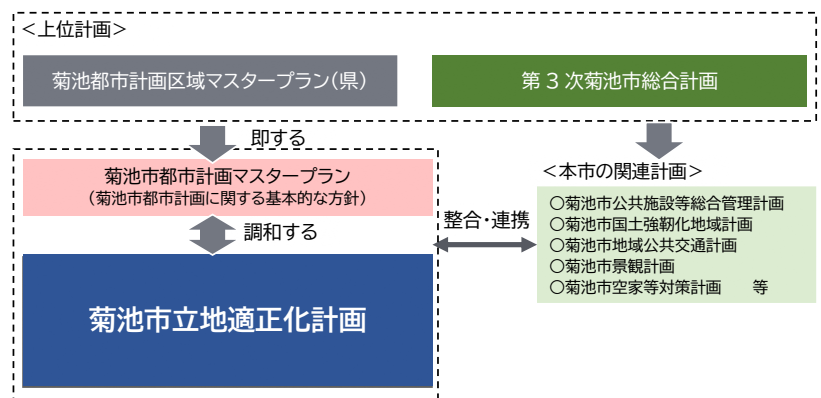 <上位計画>
菊池都市計画区域マスタープラン(県)
第3次菊池市総合計画
即する
菊池市都市計画マスタープラン
(菊池市都市計画に関する基本的な方針)
調和する
菊池市立地適正化計画
整合・連携
<本市の関連計画>
○菊池市公共施設等総合管理計画
○菊池市国土強靭化地域計画
○菊池市地域公共交通計画
○菊池市景観計画
○菊池市空家等対策計画 等